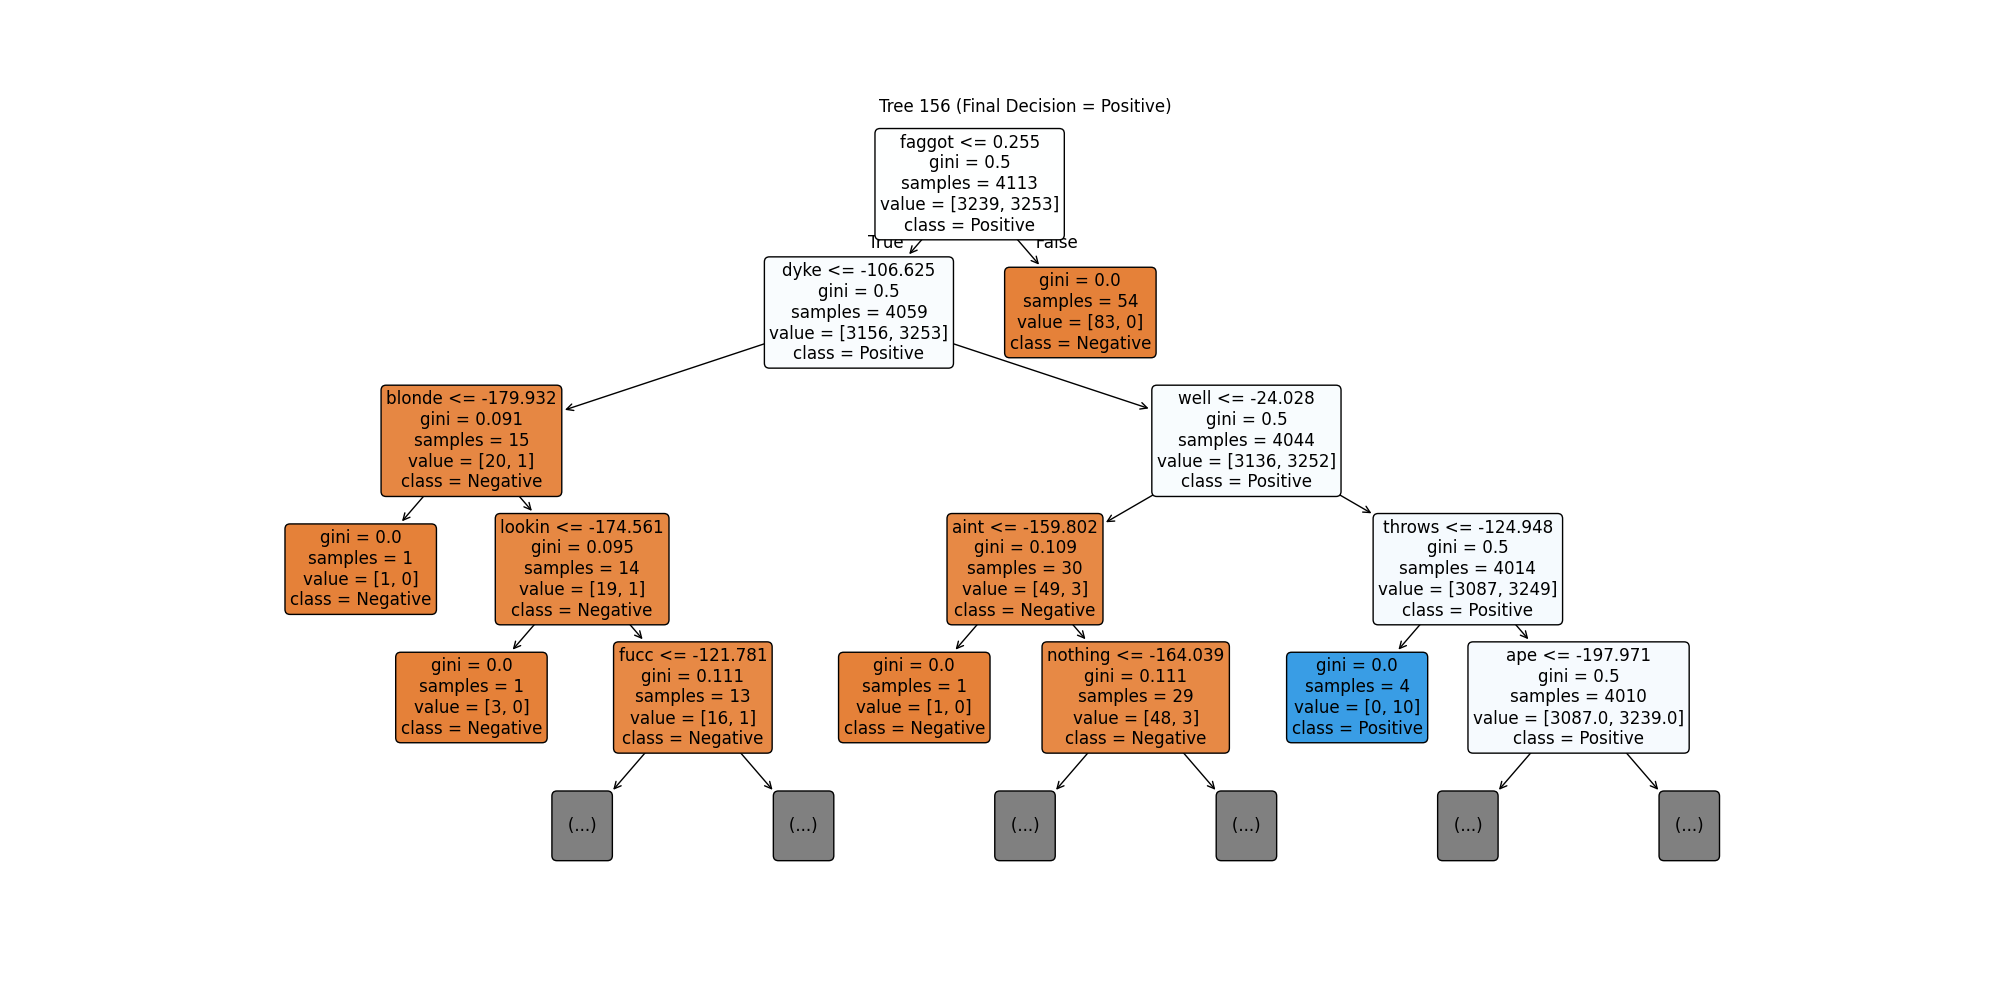 Tree 156 (Final Decision = Positive)
faggot <= 0.255
gini = 0.5
samples = 4113
value = [3239, 3253]
class = Positive
True
False
dyke <= -106.625
gini = 0.5
samples = 4059
value = [3156, 3253]
class = Positive
gini = 0.0
samples = 54
value = [83, 0]
class = Negative
blonde <= -179.932
gini = 0.091
samples = 15
value = [20, 1]
class = Negative
well <= -24.028
gini = 0.5
samples = 4044
value = [3136, 3252]
class = Positive
gini = 0.0
samples = 1
value = [1, 0]
class = Negative
lookin <= -174.561
gini = 0.095
samples = 14
value = [19, 1]
class = Negative
aint <= -159.802
gini = 0.109
samples = 30
value = [49, 3]
class = Negative
throws <= -124.948
gini = 0.5
samples = 4014
value = [3087, 3249]
class = Positive
gini = 0.0
samples = 1
value = [3, 0]
class = Negative
fucc <= -121.781
gini = 0.111
samples = 13
value = [16, 1]
class = Negative
gini = 0.0
samples = 1
value = [1, 0]
class = Negative
nothing <= -164.039
gini = 0.111
samples = 29
value = [48, 3]
class = Negative
gini = 0.0
samples = 4
value = [0, 10]
class = Positive
ape <= -197.971
gini = 0.5
samples = 4010
value = [3087.0, 3239.0]
class = Positive
(...)
(...)
(...)
(...)
(...)
(...)